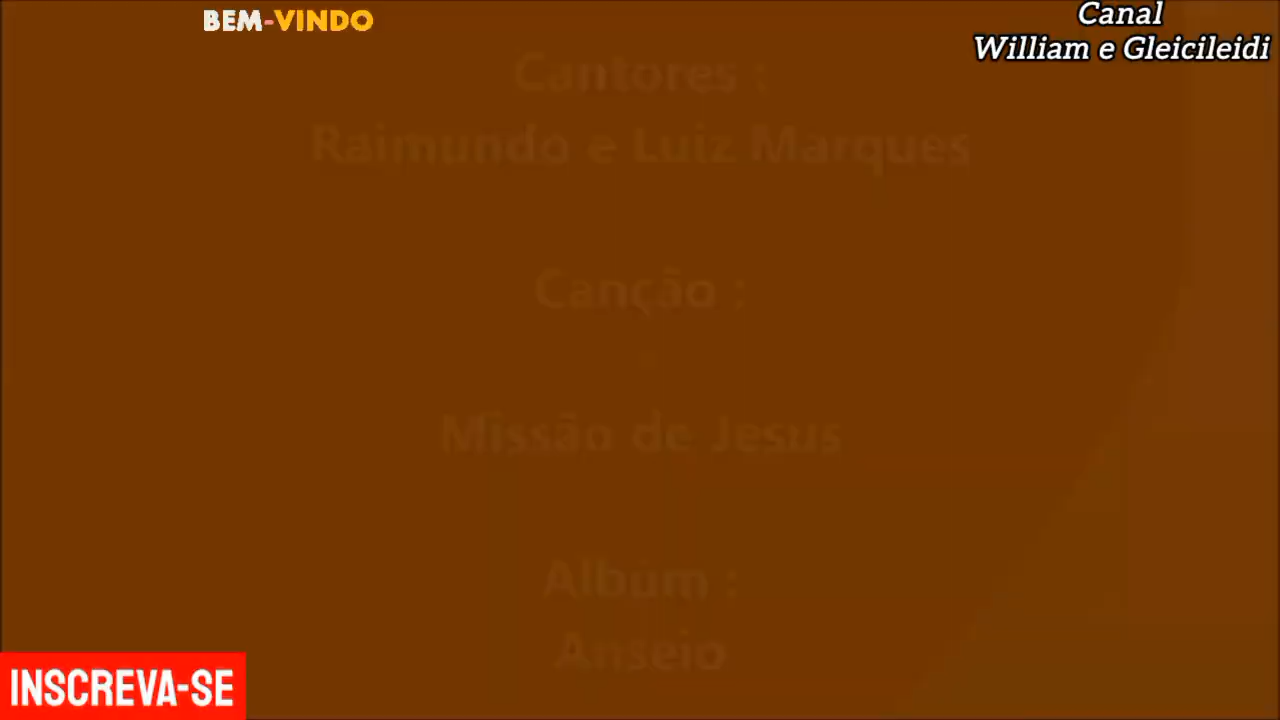 BEM-VINDO
Canal
William e Gleicileidi
Cantores :
Raimundo e Luiz Marques
Canção :
Missão de Jesus
Album :
Anseio
INSCREVA-SE